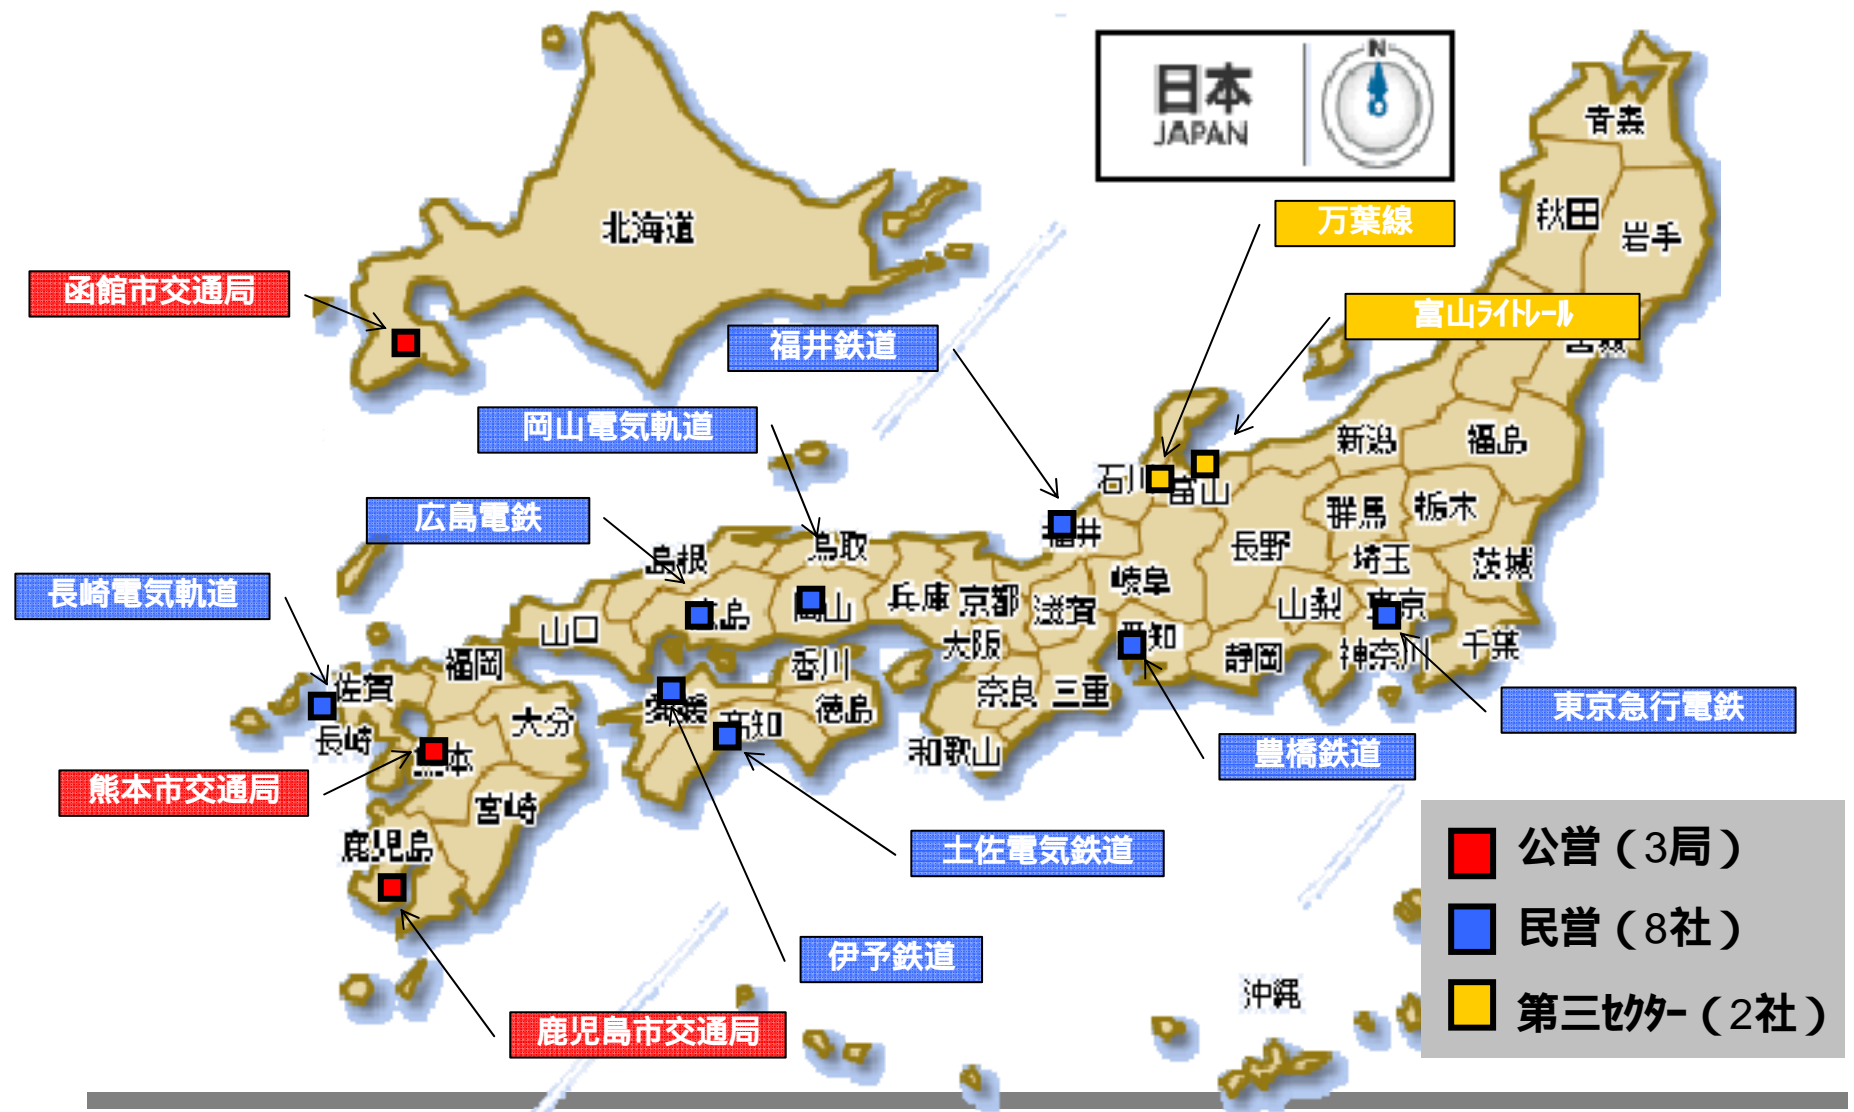 日本
JAPAN
N
青森
秋田
岩手
万葉線
北海道
函館市交通局
富山ﾗｲﾄﾚｰﾙ
福井鉄道
岡山電気軌道
新潟
福島
石川
富山
群馬
栃木
広島電鉄
福井
長野
埼玉
茨城
島根
鳥取
岐阜
兵庫
京都
滋賀
山梨
東京
長崎電気軌道
山口
岡山
大阪
静岡
神奈川
千葉
福岡
香川
奈良
三重
佐賀
大分
愛媛
高知
徳島
東京急行電鉄
長崎
和歌山
豊橋鉄道
熊本市交通局
宮崎
鹿児島
土佐電気鉄道
公営（3局）
民営（8社）
第三ｾｸﾀｰ（2社）
伊予鉄道
沖縄
鹿児島市交通局